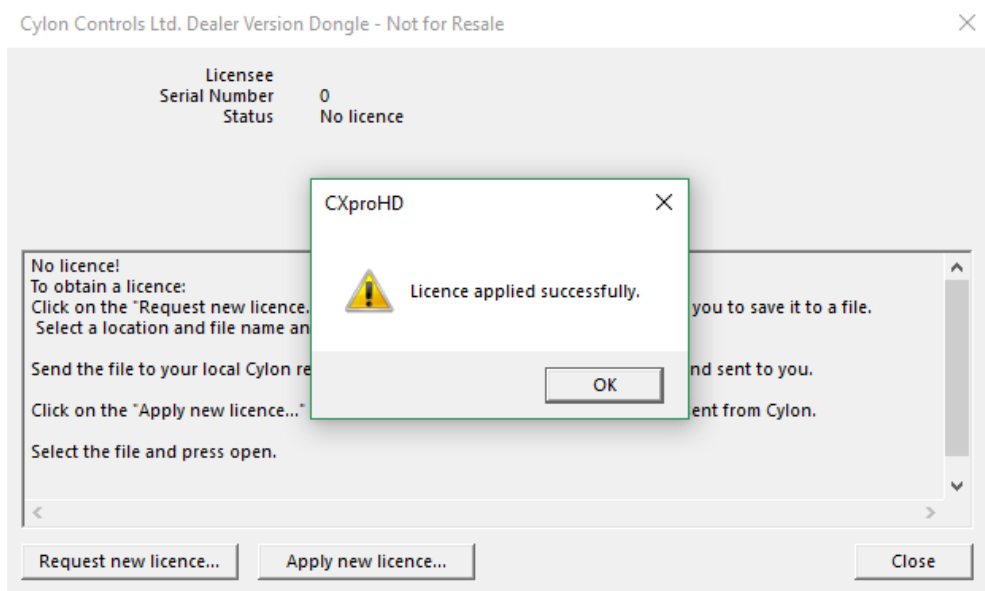 Cylon Controls Ltd. Dealer Version Dongle - Not for Resale
Licensee
Serial Number 0
Status No licence
CXproHD
Licence applied successfully.
OK
No licence!
To obtain a licence:
Click on the "Request new licence. you to save it to a file.
Select a location and file name an
Send the file to your local Cylon re nd sent to you.
Click on the "Apply new licence..." ent from Cylon.
Select the file and press open.
Request new licence... Apply new licence... Close